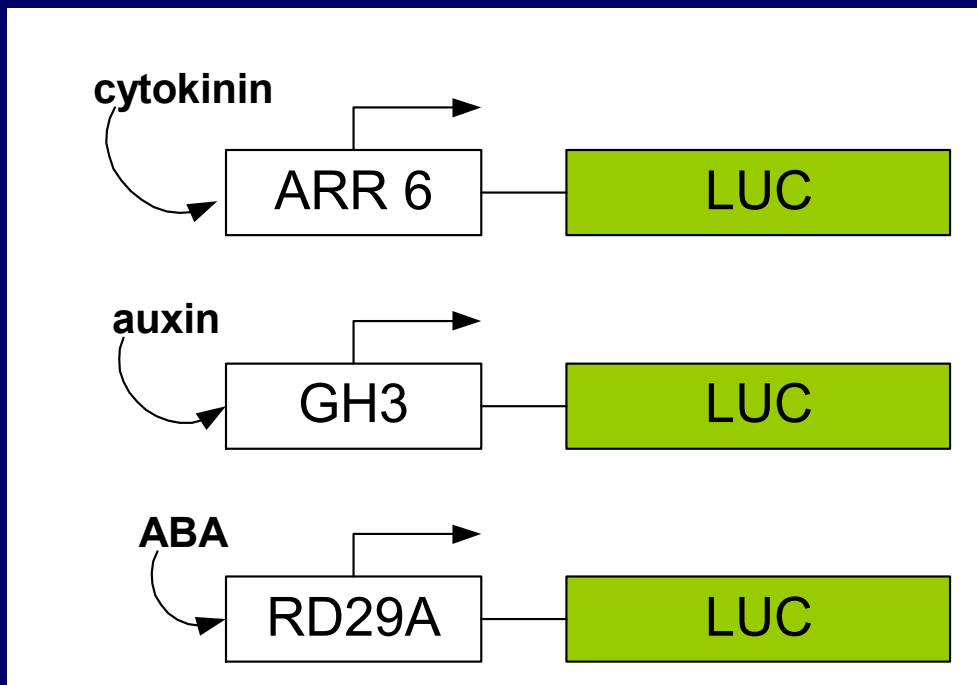 cytokinin
ARR 6 LUC
auxin
GH3 LUC
ABA
RD29A LUC